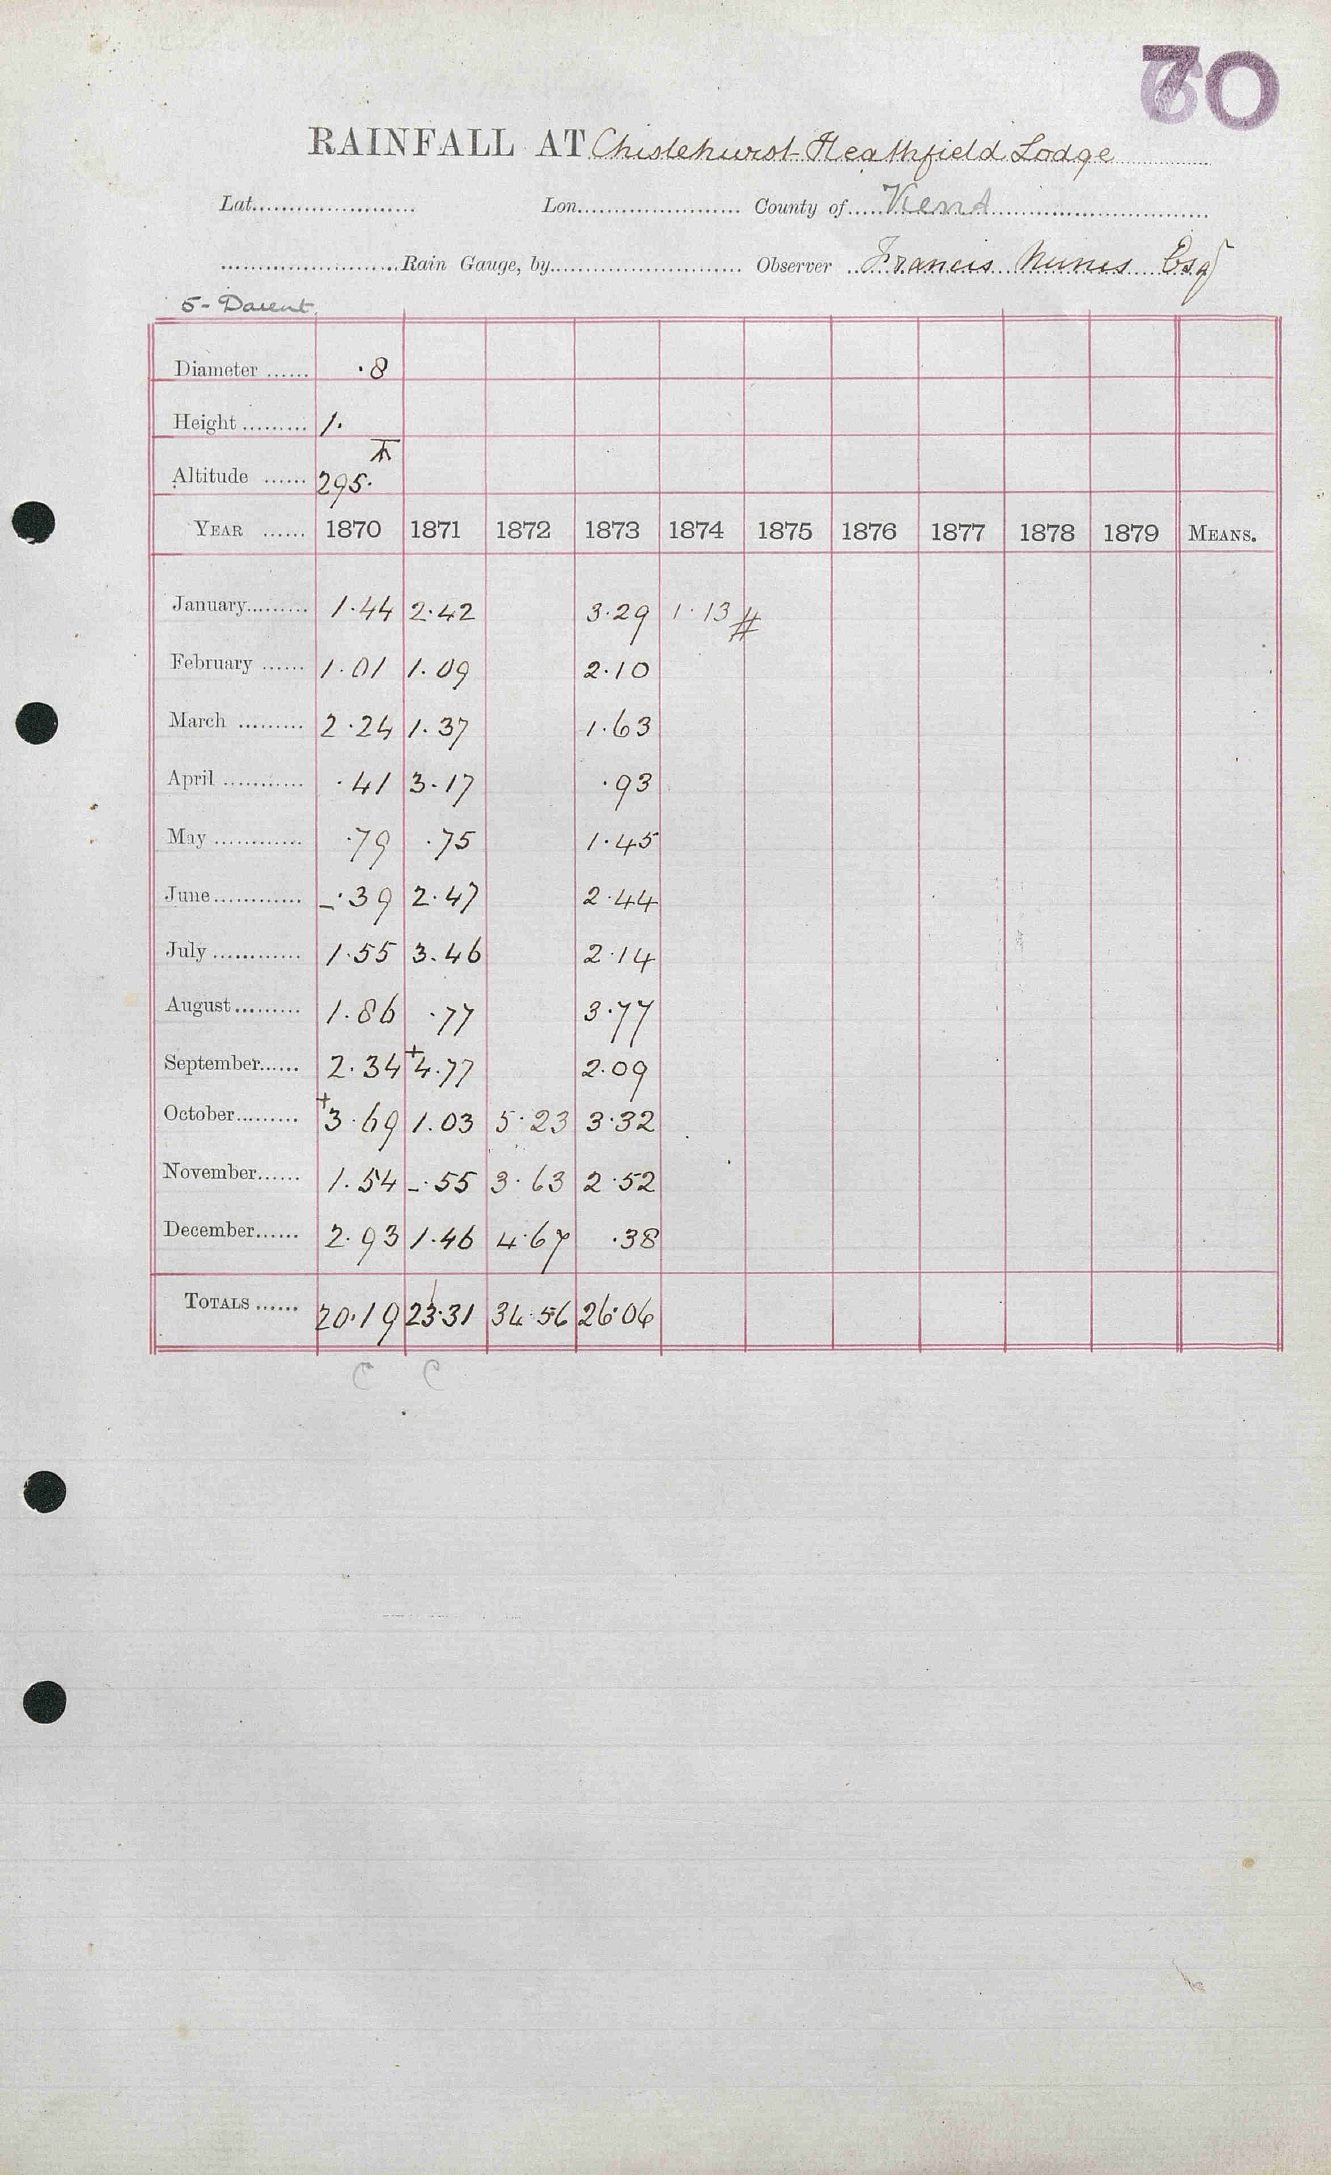 70
RAINFALL AT Chislehurst Heathfield Lodge
Lat. Lon. County of Kent
Rain Gauge, by Observer Francis Nunes Esq
5 - Darent
Diameter ...... .8
Height ......... 1.
Altitude ...... 295. T
YEAR ...... 1870 1871 1872 1873 1874 1875 1876 1877 1878 1879 MEANS.
January......... 1.44 2.42 3.29 1.13 #
February ...... 1.01 1.09 2.10
March ......... 2.24 1.37 1.63
April ........... .41 3.17 .93
May ............ .79 .75 1.45
June............ -.39 2.47 2.44
July ............ 1.55 3.46 2.14
August......... 1.86 .77 3.77
September...... 2.34 +4.77 2.09
October......... +3.69 1.03 5.23 3.32
November...... 1.54 -.55 3.63 2.52
December...... 2.93 1.46 4.67 .38
TOTALS ...... 20.19 23.31 34.56 26.06
C C